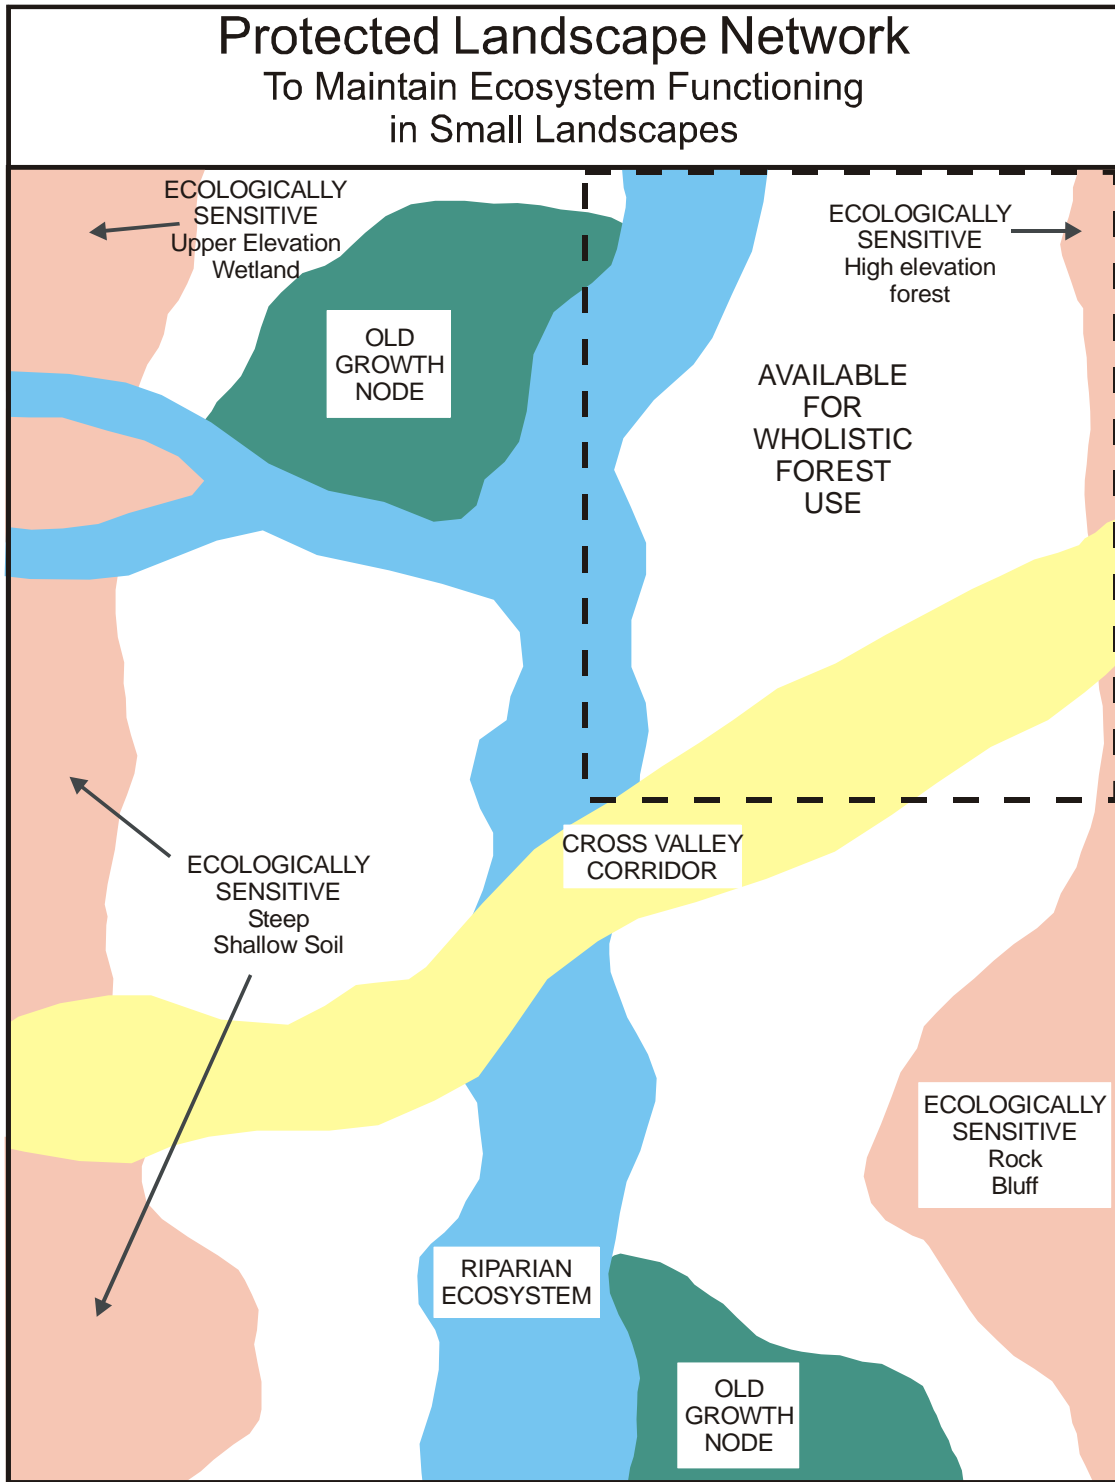 Protected Landscape Network
To Maintain Ecosystem Functioning
in Small Landscapes
ECOLOGICALLY
SENSITIVE
Upper Elevation
Wetland
ECOLOGICALLY
SENSITIVE
High elevation
forest
OLD
GROWTH
NODE
AVAILABLE
FOR
WHOLISTIC
FOREST
USE
CROSS VALLEY
CORRIDOR
ECOLOGICALLY
SENSITIVE
Steep
Shallow Soil
ECOLOGICALLY
SENSITIVE
Rock
Bluff
RIPARIAN
ECOSYSTEM
OLD
GROWTH
NODE